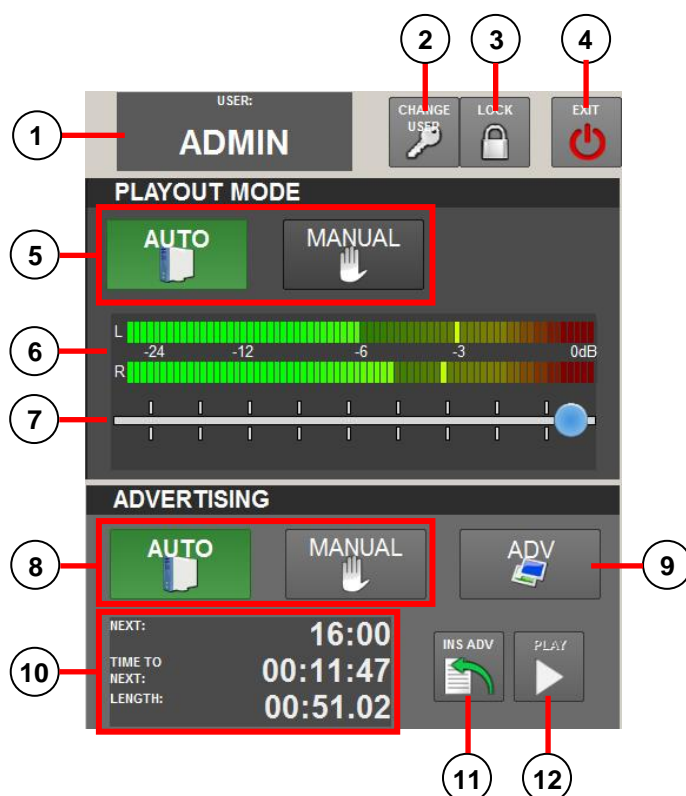 2 3 4
USER:
ADMIN
CHANGE
USER
LOCK
EXIT
1
PLAYOUT MODE
AUTO MANUAL
5
L
-24 -12 -6 -3 0dB
R
6
7
ADVERTISING
AUTO MANUAL ADV
8 9
NEXT: 16:00
TIME TO
NEXT: 00:11:47
LENGTH: 00:51.02
INS ADV PLAY
10
11 12